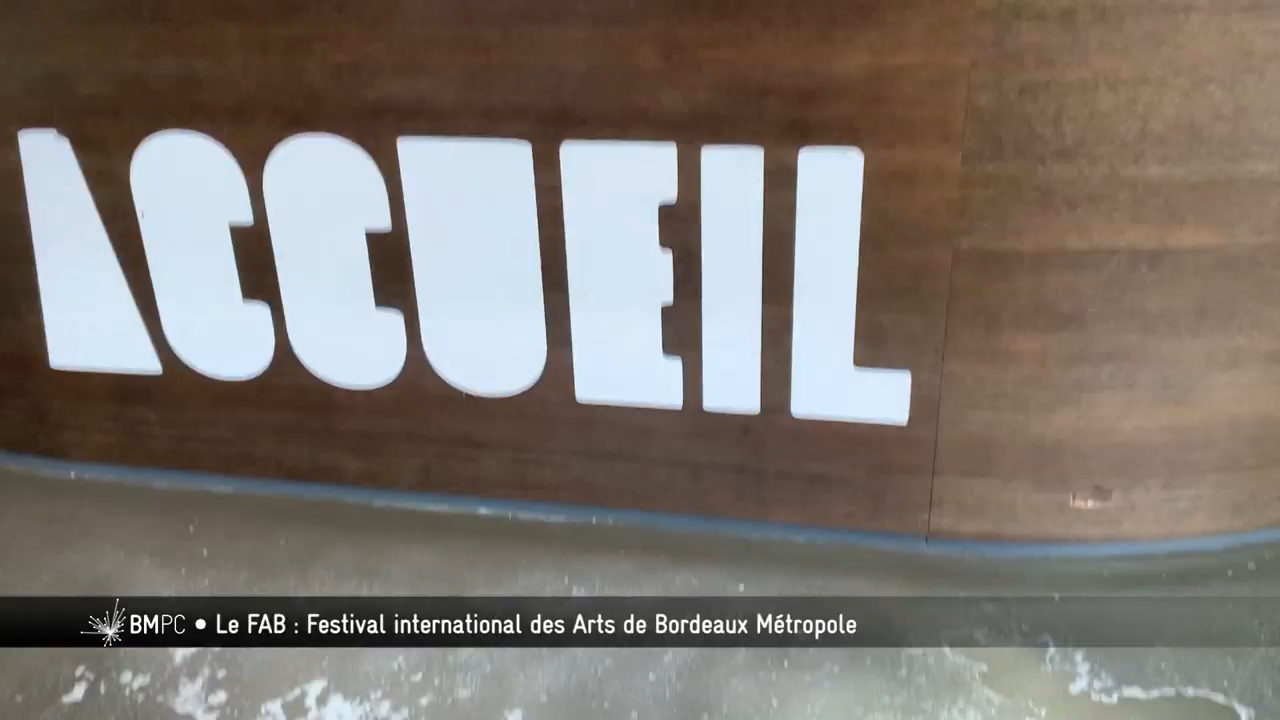 ACCUEIL
BMPC • Le FAB : Festival international des Arts de Bordeaux Métropole